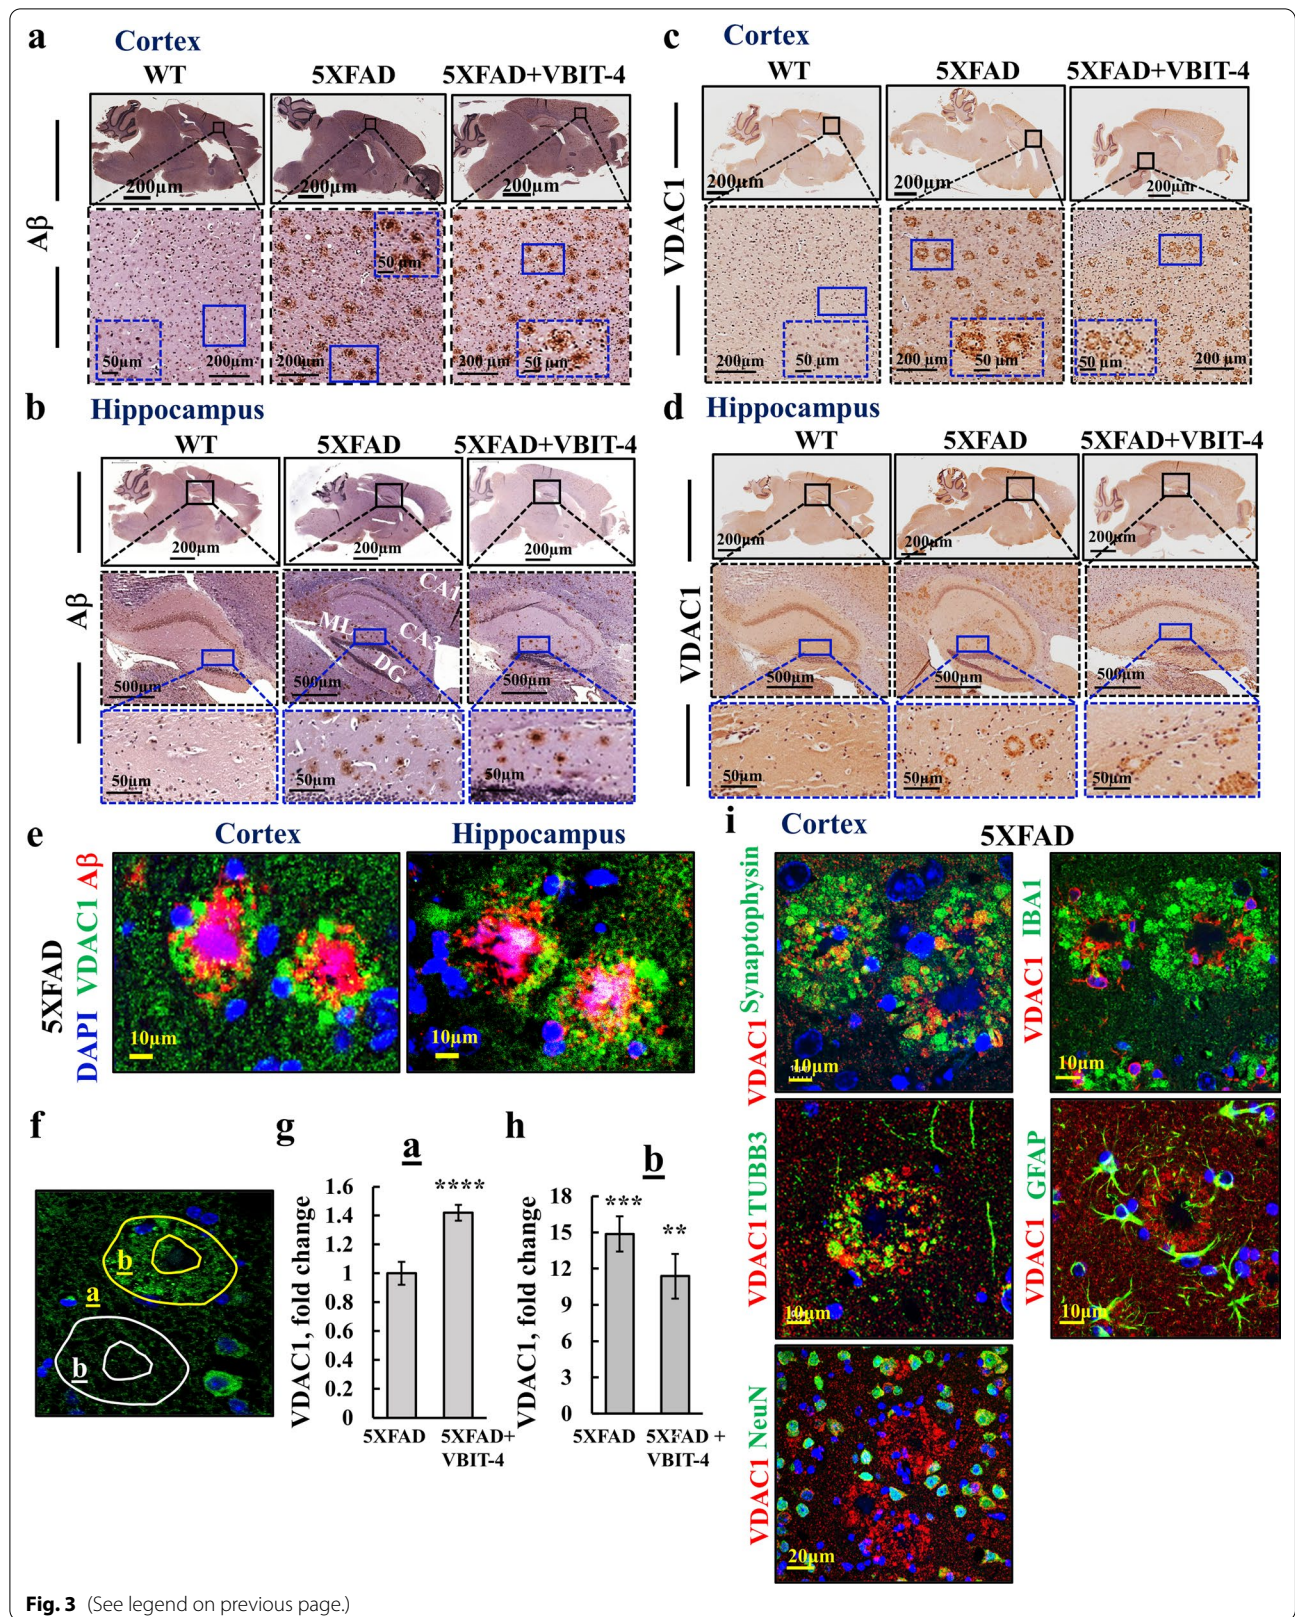 a
Cortex
WT
5XFAD
5XFAD+VBIT-4
Aβ
200µm
200µm
200µm
50µm
200µm
50 µm
200µm
200µm
50 µm
c
Cortex
WT
5XFAD
5XFAD+VBIT-4
VDAC1
200µm
200µm
200µm
200µm
50 µm
200 µm
50 µm
50 µm
200 µm
b
Hippocampus
WT
5XFAD
5XFAD+VBIT-4
Aβ
200µm
200µm
200µm
CA1
CA3
ML
DG
500µm
500µm
500µm
50µm
50µm
50µm
d
Hippocampus
WT
5XFAD
5XFAD+VBIT-4
VDAC1
200µm
200µm
200µm
500µm
500µm
500µm
50µm
50µm
50µm
e
Cortex
Hippocampus
5XFAD
DAPI VDAC1 Aβ
10µm
10µm
f
b
a
b
g
a
VDAC1, fold change
1.6
1.4
1.2
1
0.8
0.6
0.4
0.2
0
****
5XFAD
5XFAD+
VBIT-4
h
b
VDAC1, fold change
18
15
12
9
6
3
0
***
**
5XFAD
5XFAD +
VBIT-4
i
Cortex
5XFAD
VDAC1 Synaptophysin
10µm
VDAC1 IBA1
10µm
VDAC1 TUBB3
10µm
VDAC1 GFAP
10µm
VDAC1 NeuN
20µm
Fig. 3 (See legend on previous page.)